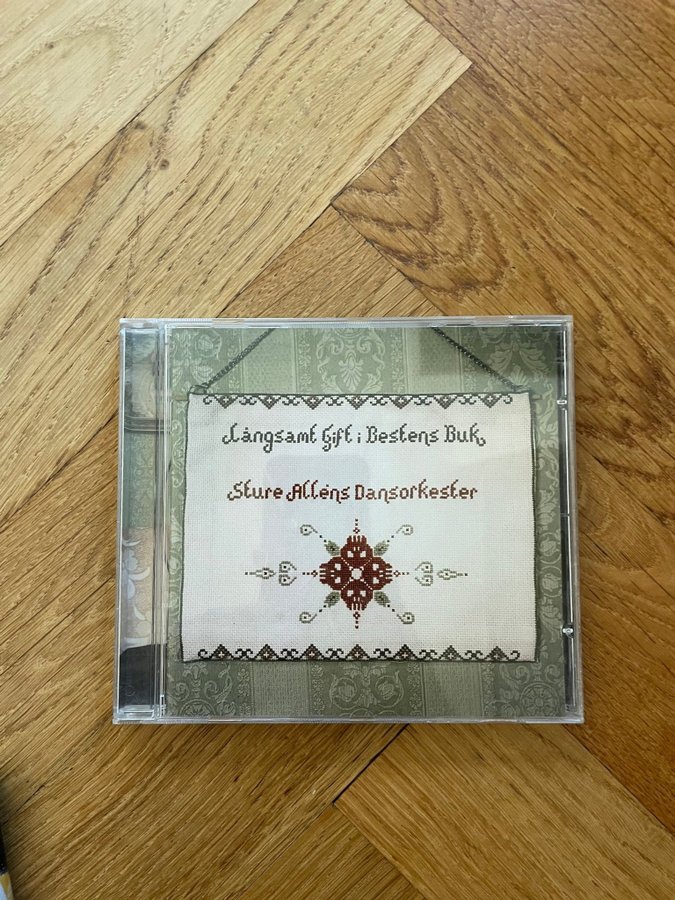 Långsamt Gift i Bestens Buk
Sture Alléns Dansorkester